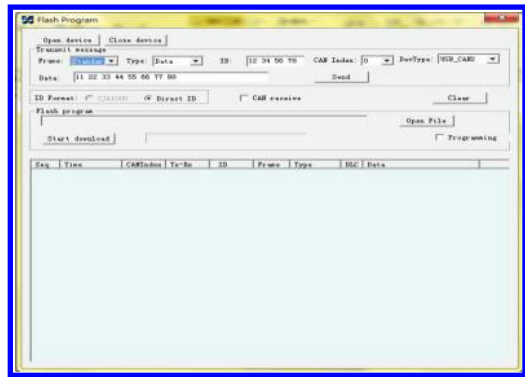 Flash Program
Open device Close device
Transmit message
Frame: Standar Type: Data ID: 12 34 56 78 CAN Index: 0 DevType: USB_CAN2
Data: 11 22 33 44 55 66 77 88 Send
ID Format: SJA1000 Direct ID CAN receive Clear
Flash program
Open File
Start download Programming
Seq Time CANIndex Tx-Rx ID Frame Type DLC Data